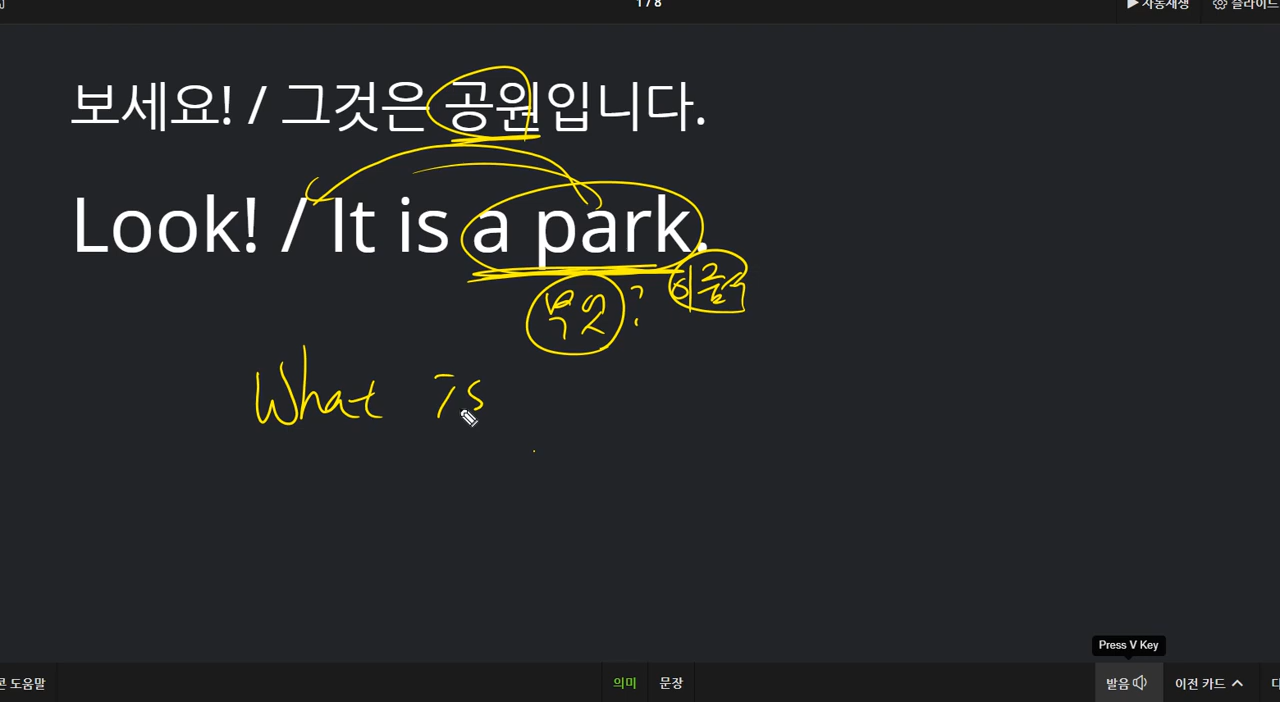 1 / 8 ▶ 자동재생 슬라이드
보세요! / 그것은 공원입니다.
Look! / It is a park.
이름
무엇?
What is
Press V Key
도움말 의미 문장 발음 이전 카드